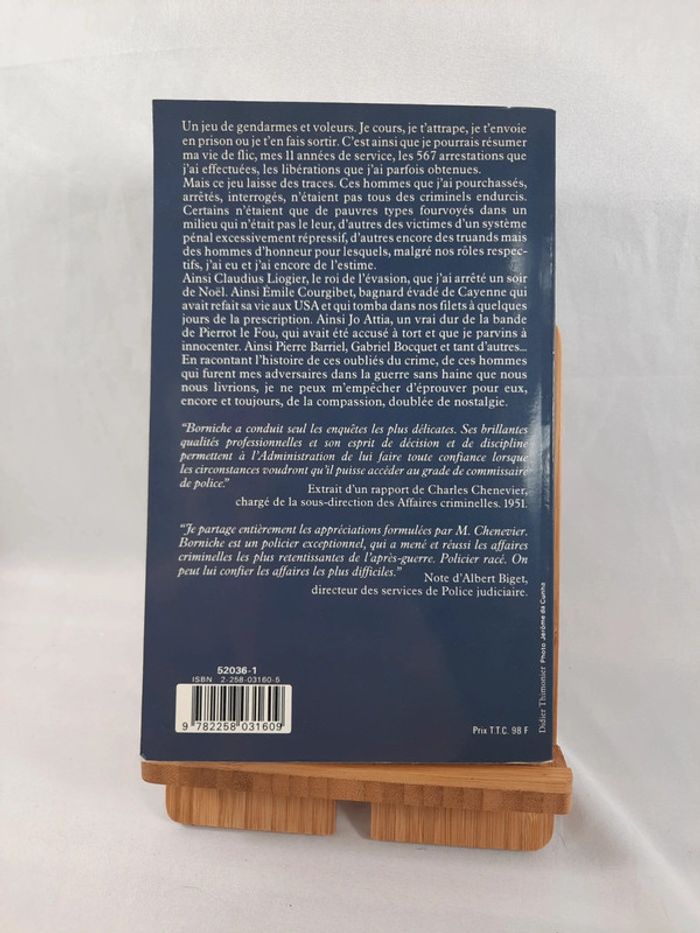 Un jeu de gendarmes et voleurs. Je cours, je t'attrape, je t'envoie
en prison ou je t'en fais sortir. C'est ainsi que je pourrais résumer
ma vie de flic, mes 11 années de service, les 567 arrestations que
j'ai effectuées, les libérations que j'ai parfois obtenues.
Mais ce jeu laisse des traces. Ces hommes que j'ai pourchassés,
arrêtés, interrogés, n'étaient pas tous des criminels endurcis.
Certains n'étaient que de pauvres types fourvoyés dans un
milieu qui n'était pas le leur, d'autres des victimes d'un système
pénal excessivement répressif, d'autres encore des truands mais
des hommes d'honneur pour lesquels, malgré nos rôles respec-
tifs, j'ai eu et j'ai encore de l'estime.
Ainsi Claudius Liogier, le roi de l'évasion, que j'ai arrêté un soir
de Noël. Ainsi Émile Courgibet, bagnard évadé de Cayenne qui
avait refait sa vie aux USA et qui tomba dans nos filets à quelques
jours de la prescription. Ainsi Jo Attia, un vrai dur de la bande
de Pierrot le Fou, qui avait été accusé à tort et que je parvins à
innocenter. Ainsi Pierre Barriel, Gabriel Bocquet et tant d'autres...
En racontant l'histoire de ces oubliés du crime, de ces hommes
qui furent mes adversaires dans la guerre sans haine que nous
nous livrions, je ne peux m'empêcher d'éprouver pour eux,
encore et toujours, de la compassion, doublée de nostalgie.
"Borniche a conduit seul les enquêtes les plus délicates. Ses brillantes
qualités professionnelles et son esprit de décision et de discipline
permettent à l'Administration de lui faire toute confiance lorsque
les circonstances voudront qu'il puisse accéder au grade de commissaire
de police."
Extrait d'un rapport de Charles Chenevier,
chargé de la sous-direction des Affaires criminelles. 1951.
"Je partage entièrement les appréciations formulées par M. Chenevier.
Borniche est un policier exceptionnel, qui a mené et réussi les affaires
criminelles les plus retentissantes de l'après-guerre. Policier racé. On
peut lui confier les affaires les plus difficiles."
Note d'Albert Biget,
directeur des services de Police judiciaire.
52036-1
ISBN 2-258-03160-5
9 782258 031609
Prix T.T.C. 98 F
Didier Thimonier Photo Jerôme da Cunha